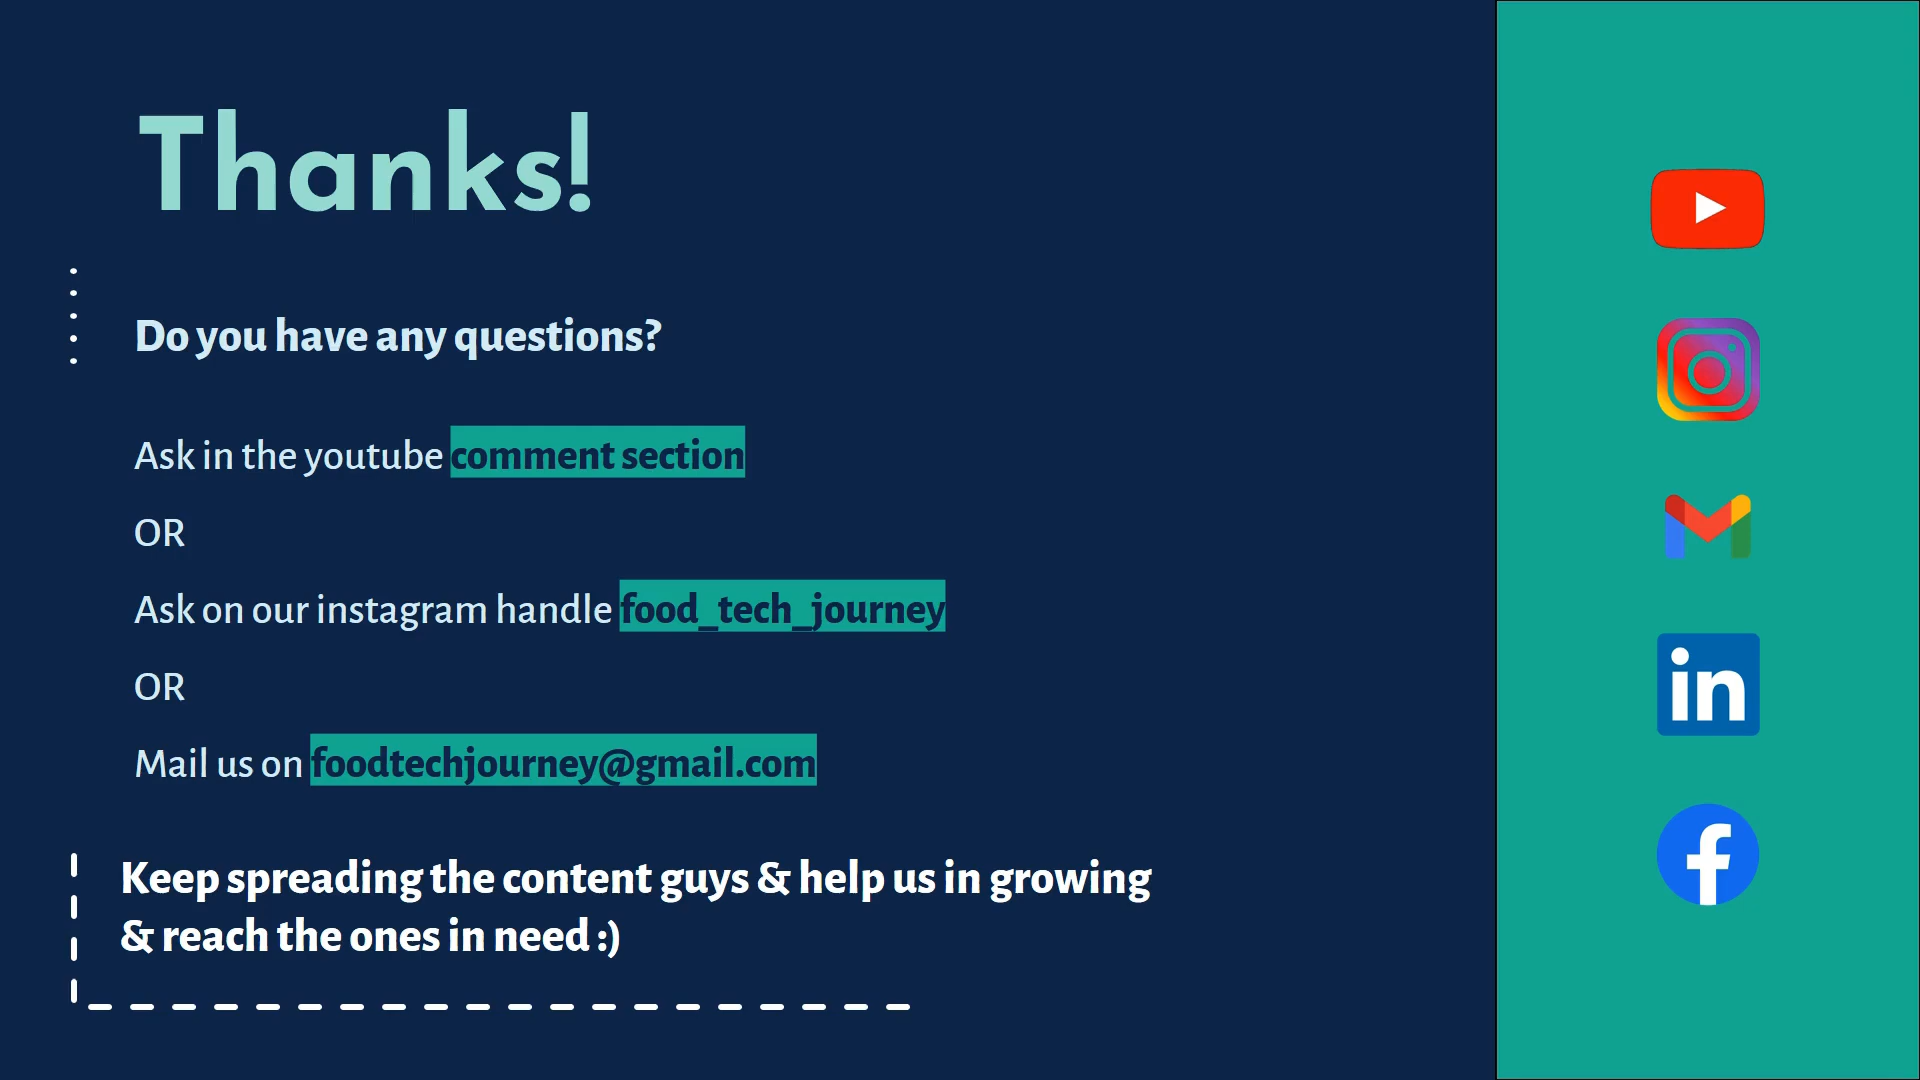 Thanks!
Do you have any questions?
Ask in the youtube comment section
OR
Ask on our instagram handle food_tech_journey
OR
Mail us on foodtechjourney@gmail.com
Keep spreading the content guys & help us in growing
& reach the ones in need :)
in